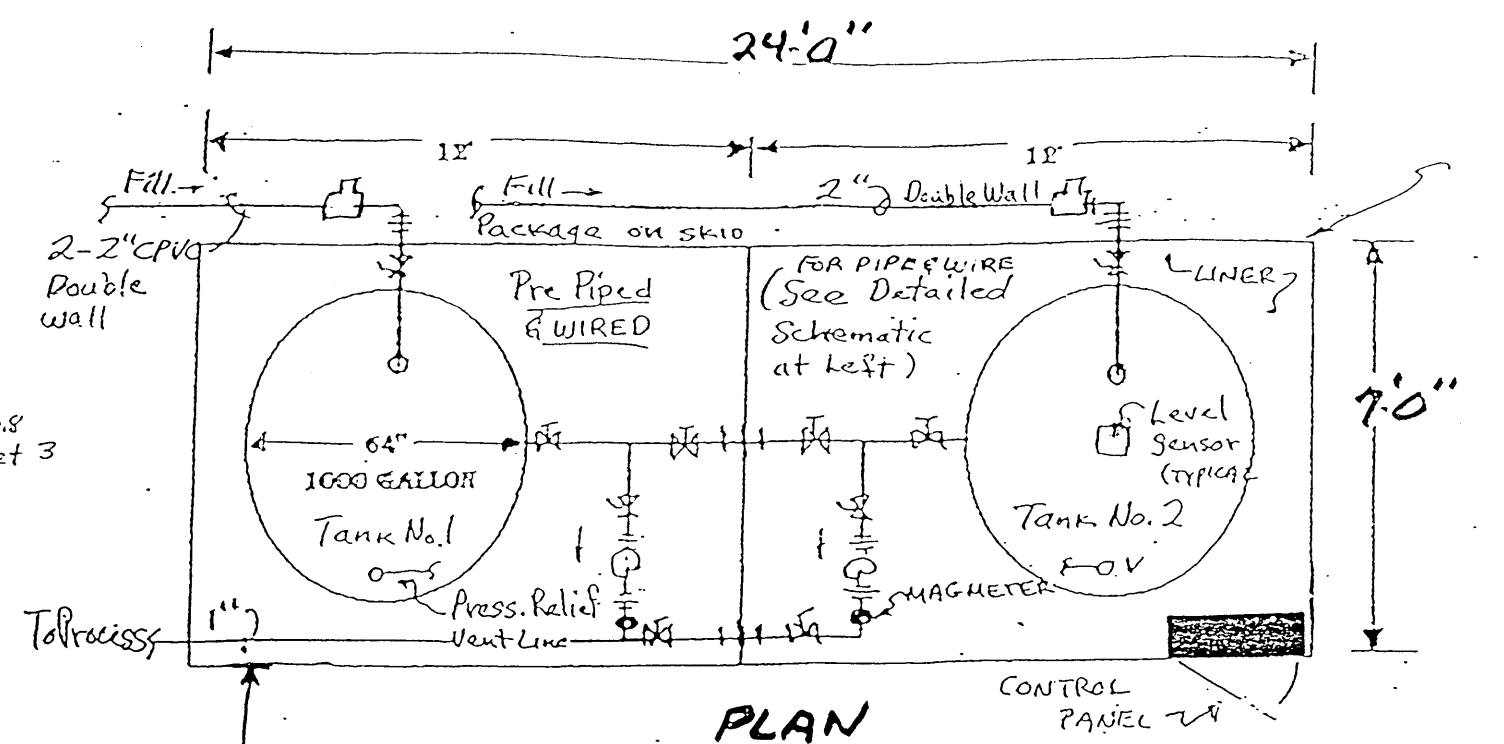 24'-0"
12'
12'
Fill →
Fill →
2" Double Wall
Package on SKID
2-2" CPVC
Double
Wall
Pre Piped
& WIRED
FOR PIPE & WIRE
(See Detailed
Schematic
at Left)
LINER
7'-0"
64"
1000 GALLON
Tank No.1
Level
Sensor
(TYPICAL
Tank No. 2
V
Press. Relief
Vent Line
MAGMETER
1"
To Process
CONTROL
PANEL
PLAN